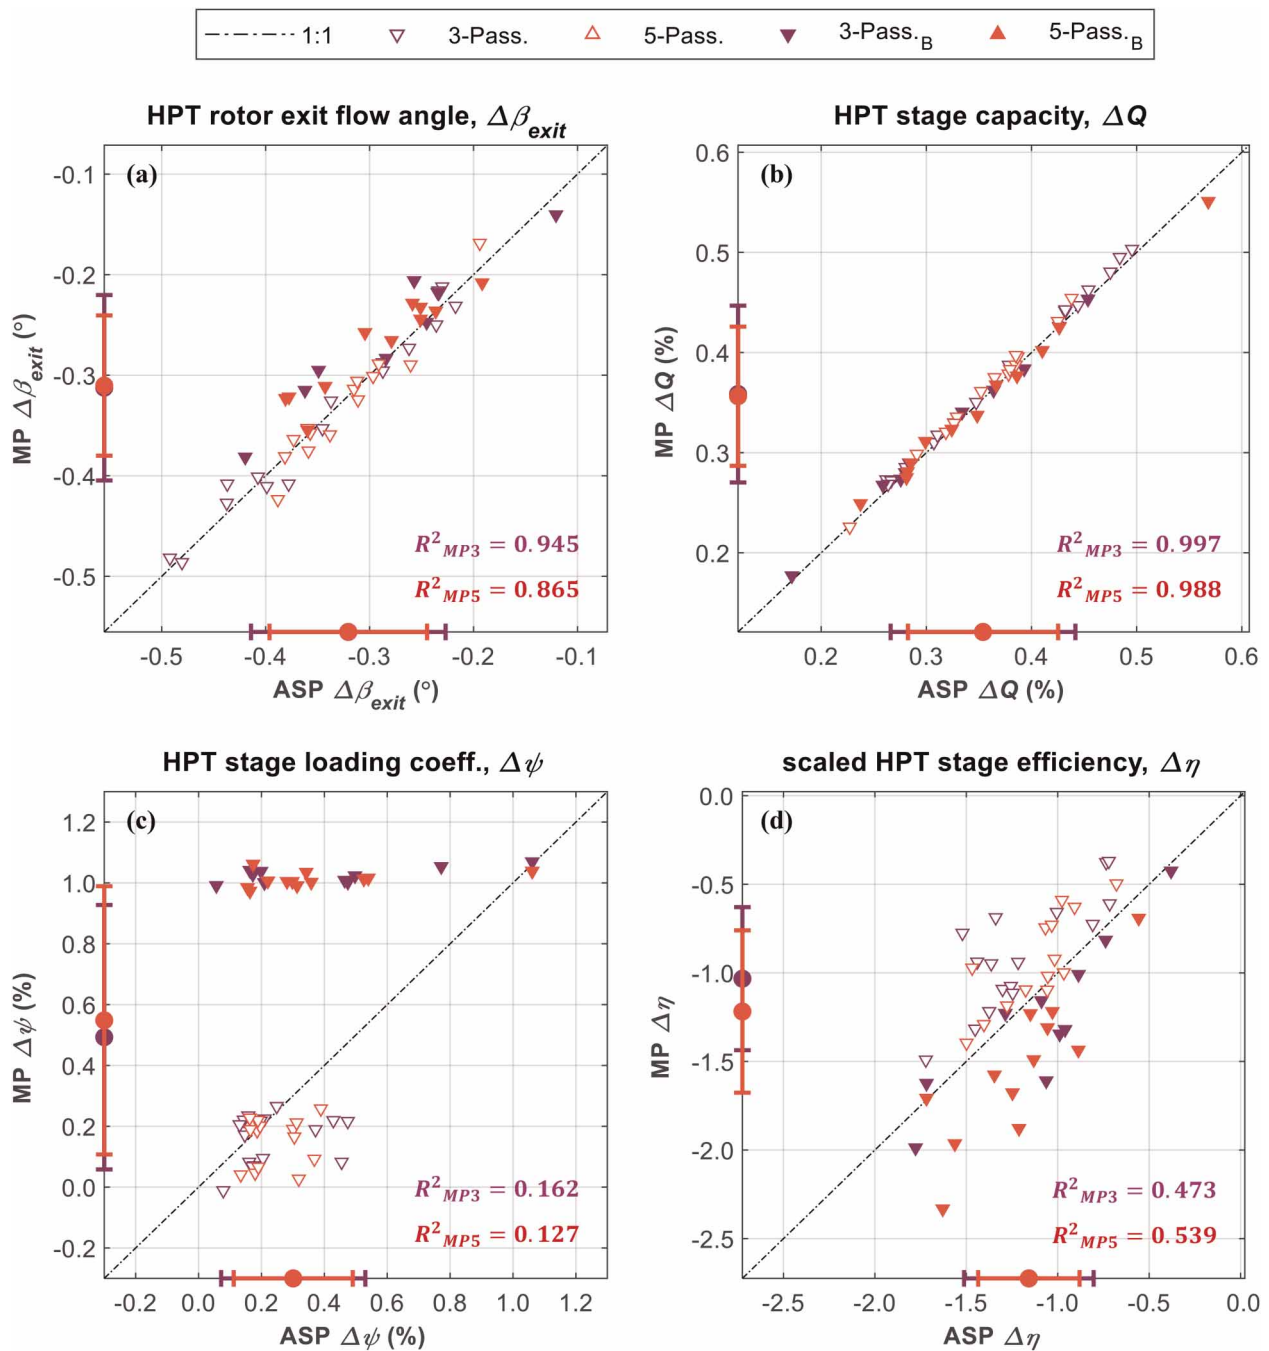 1:1 3-Pass. 5-Pass. 3-Pass.B 5-Pass.B
HPT rotor exit flow angle, Δβexit
(a)
MP Δβexit (°)
-0.1
-0.2
-0.3
-0.4
-0.5
R²MP3 = 0.945
R²MP5 = 0.865
-0.5 -0.4 -0.3 -0.2 -0.1
ASP Δβexit (°)
HPT stage capacity, ΔQ
(b)
MP ΔQ (%)
0.6
0.5
0.4
0.3
0.2
R²MP3 = 0.997
R²MP5 = 0.988
0.2 0.3 0.4 0.5 0.6
ASP ΔQ (%)
HPT stage loading coeff., Δψ
(c)
MP Δψ (%)
1.2
1.0
0.8
0.6
0.4
0.2
0.0
-0.2
R²MP3 = 0.162
R²MP5 = 0.127
-0.2 0.0 0.2 0.4 0.6 0.8 1.0 1.2
ASP Δψ (%)
scaled HPT stage efficiency, Δη
(d)
MP Δη
0.0
-0.5
-1.0
-1.5
-2.0
-2.5
R²MP3 = 0.473
R²MP5 = 0.539
-2.5 -2.0 -1.5 -1.0 -0.5 0.0
ASP Δη